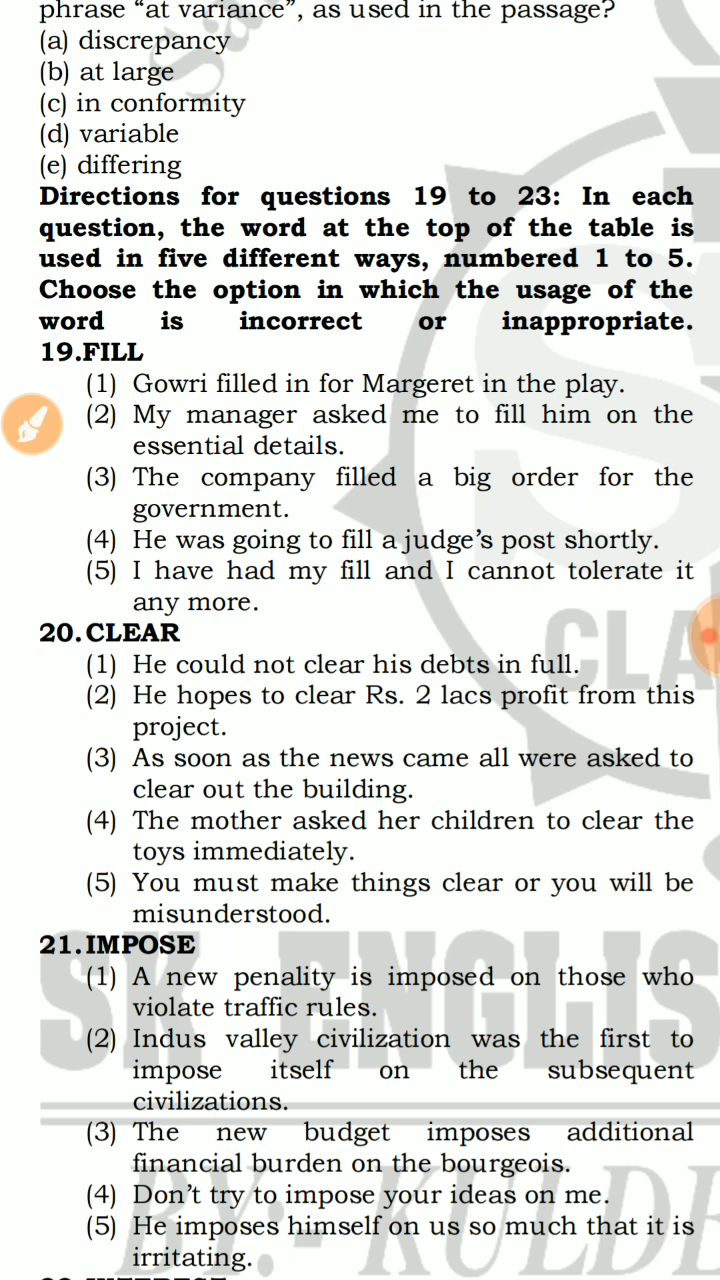 phrase “at variance”, as used in the passage?
(a) discrepancy
(b) at large
(c) in conformity
(d) variable
(e) differing
Directions for questions 19 to 23: In each
question, the word at the top of the table is
used in five different ways, numbered 1 to 5.
Choose the option in which the usage of the
word is incorrect or inappropriate.
19.FILL
(1) Gowri filled in for Margeret in the play.
(2) My manager asked me to fill him on the
essential details.
(3) The company filled a big order for the
government.
(4) He was going to fill a judge’s post shortly.
(5) I have had my fill and I cannot tolerate it
any more.
20.CLEAR
(1) He could not clear his debts in full.
(2) He hopes to clear Rs. 2 lacs profit from this
project.
(3) As soon as the news came all were asked to
clear out the building.
(4) The mother asked her children to clear the
toys immediately.
(5) You must make things clear or you will be
misunderstood.
21.IMPOSE
(1) A new penality is imposed on those who
violate traffic rules.
(2) Indus valley civilization was the first to
impose itself on the subsequent
civilizations.
(3) The new budget imposes additional
financial burden on the bourgeois.
(4) Don’t try to impose your ideas on me.
(5) He imposes himself on us so much that it is
irritating.
CLA
SK ENGLIS
BY:- KULDE